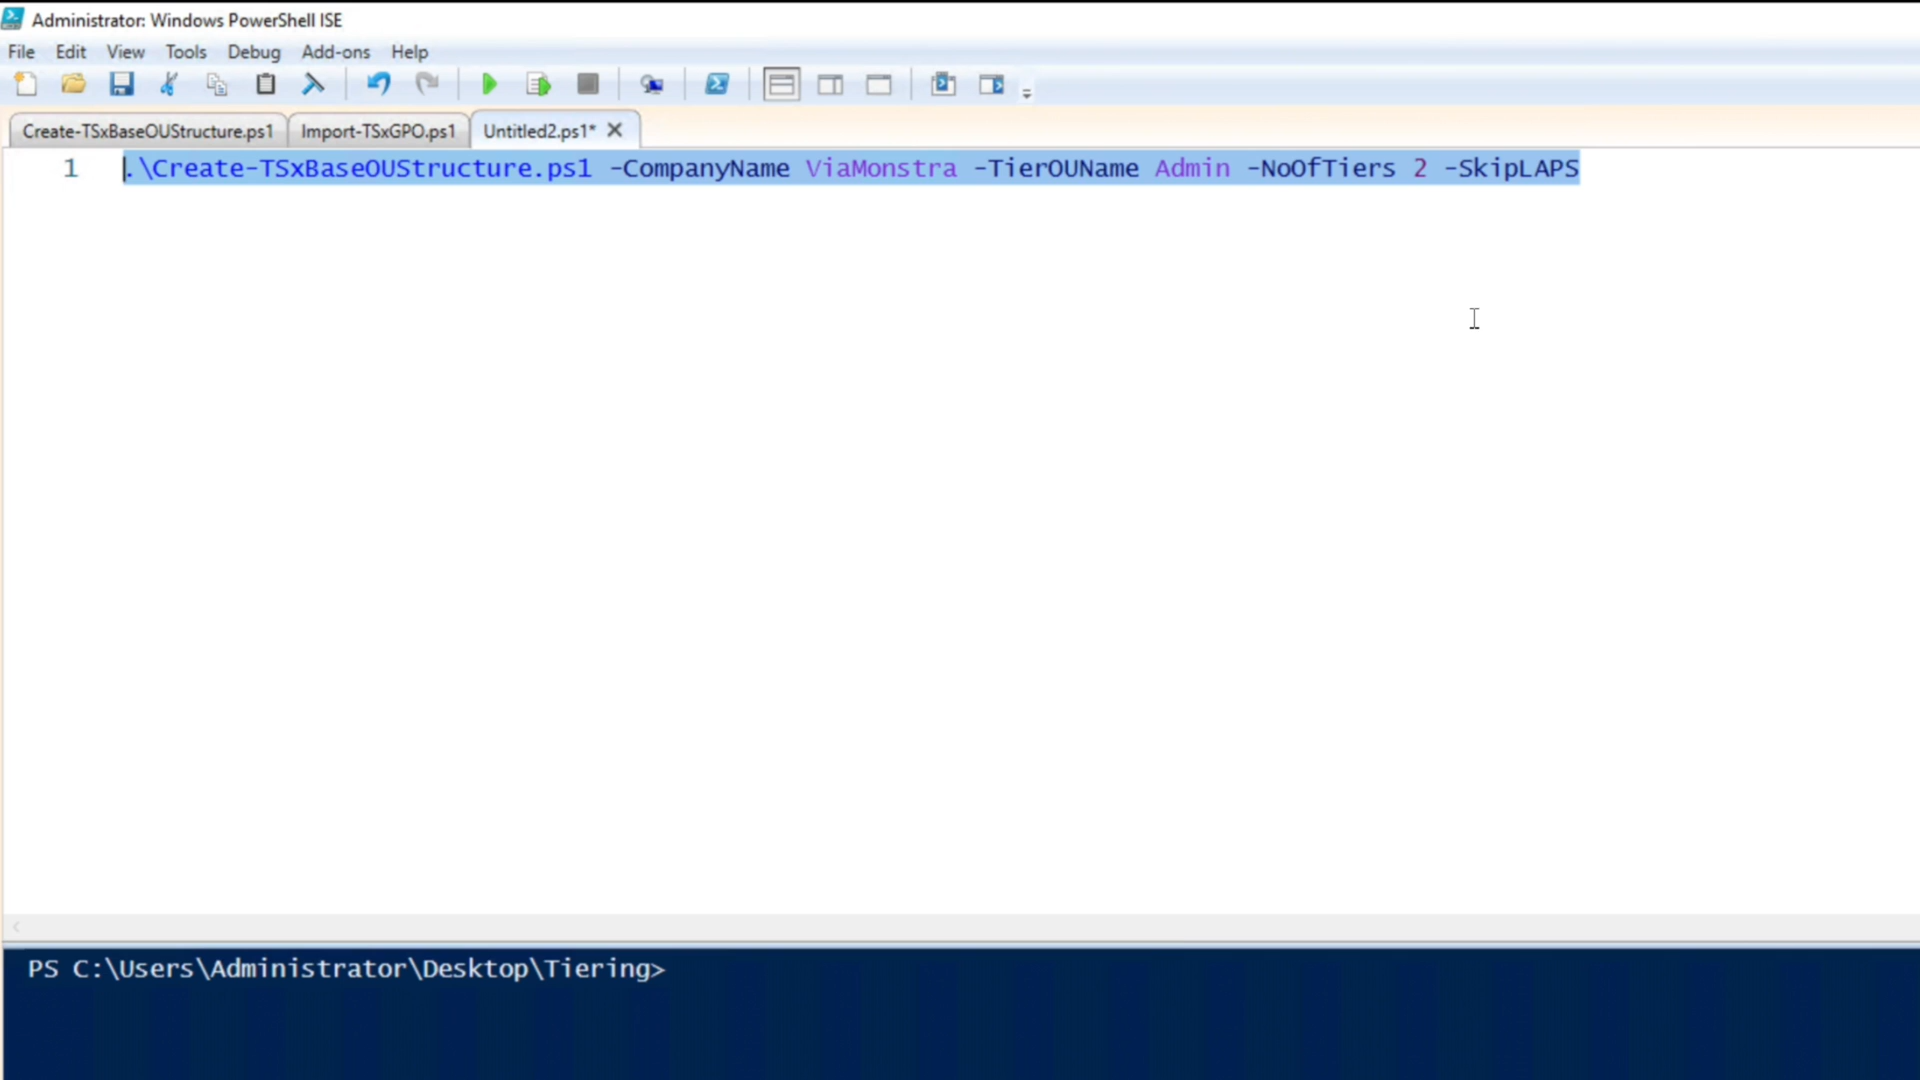 Administrator: Windows PowerShell ISE
File Edit View Tools Debug Add-ons Help
Create-TSxBaseOUStructure.ps1 Import-TSxGPO.ps1 Untitled2.ps1* X
1 .\Create-TSxBaseOUStructure.ps1 -CompanyName ViaMonstra -TierOUName Admin -NoOfTiers 2 -SkipLAPS
PS C:\Users\Administrator\Desktop\Tiering>